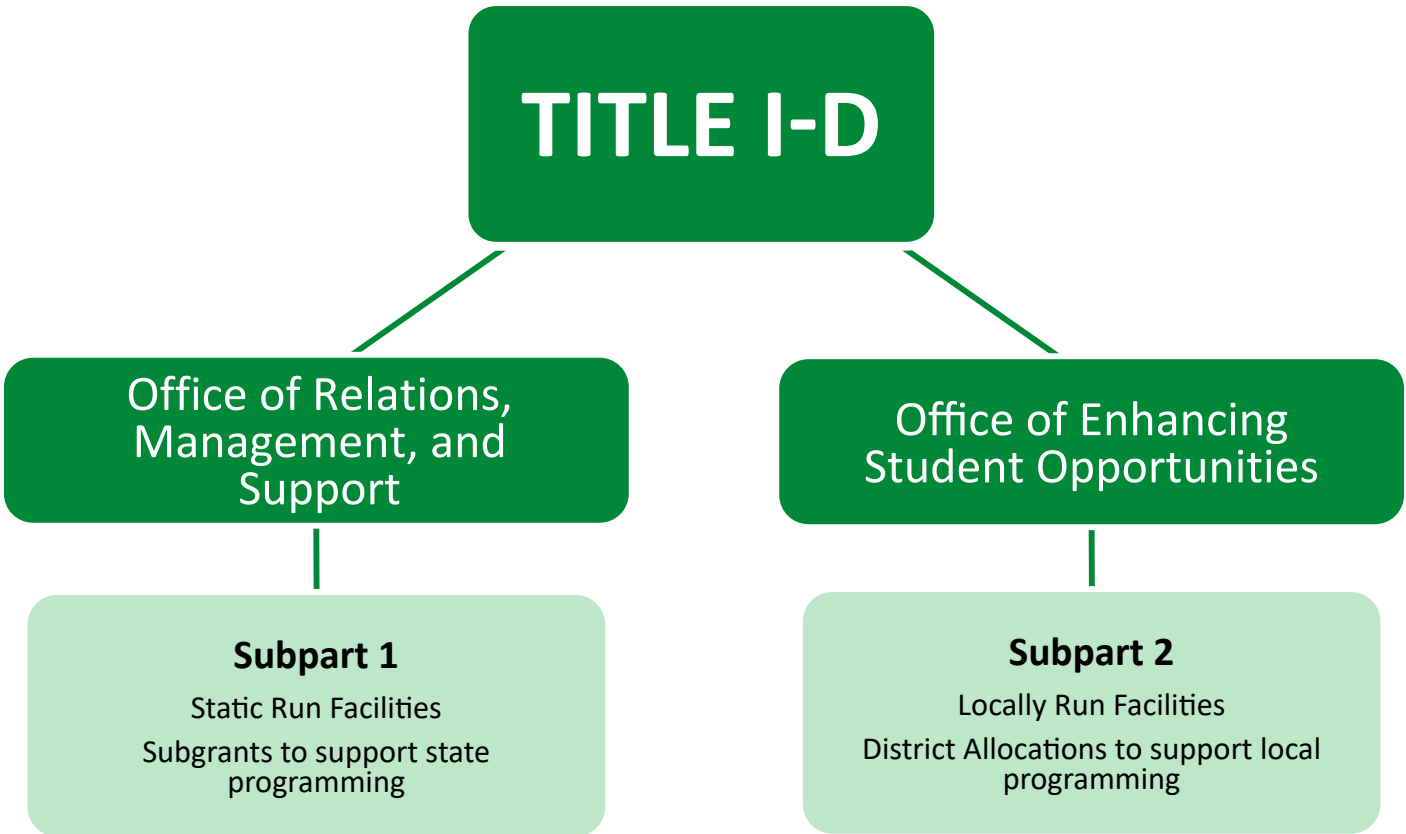 TITLE I-D
Office of Relations,
Management, and
Support
Office of Enhancing
Student Opportunities
Subpart 1
Static Run Facilities
Subgrants to support state
programming
Subpart 2
Locally Run Facilities
District Allocations to support local
programming